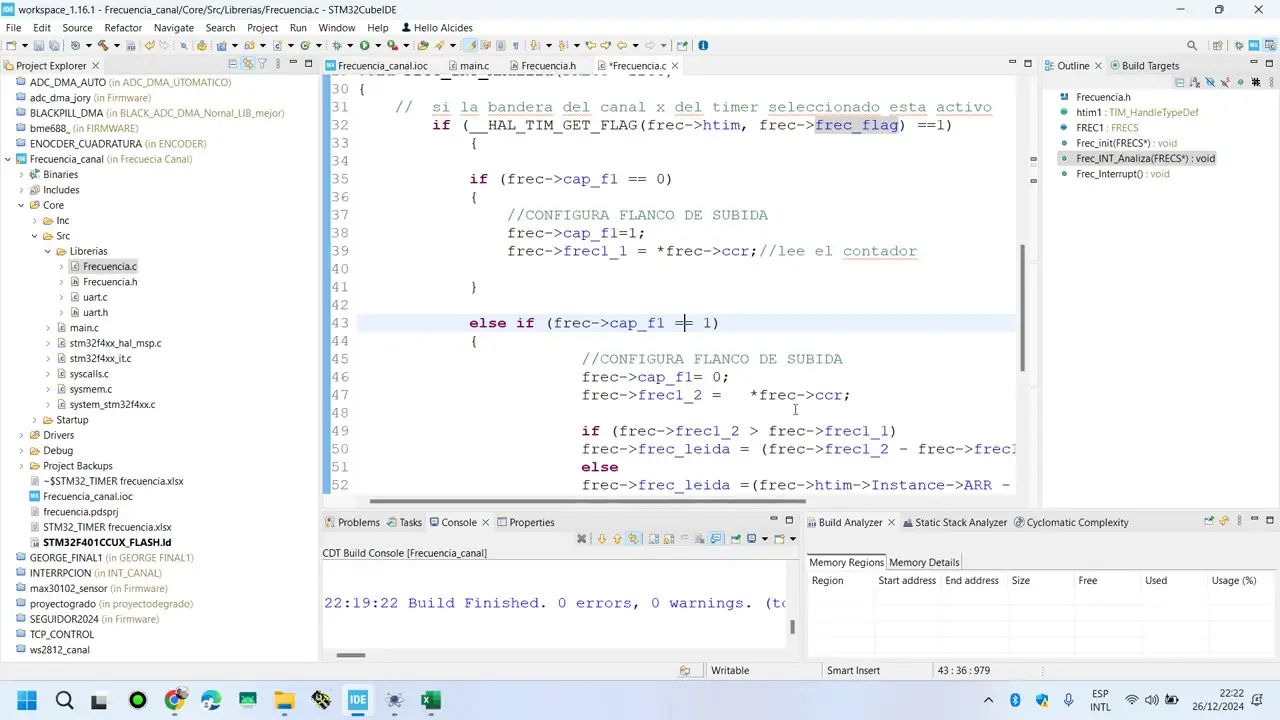 workspace_1.16.1 - Frecuencia_canal/Core/Src/Librerias/Frecuencia.c - STM32CubeIDE
File Edit Source Refactor Navigate Search Project Run Window Help Hello Alcides
Project Explorer
ADC_DMA_AUTO (in ADC_DMA_UTOMATICO)
adc_dma_jory (in Firmware)
BLACKPILL_DMA (in BLACK_ADC_DMA_Nornal_LIB_mejor)
bme688_ (in FIRMWARE)
ENOCDER_CUADRATURA (in ENCODER)
Frecuencia_canal (in Frecuecia Canal)
Binaries
Includes
Core
Inc
Src
Librerias
Frecuencia.c
Frecuencia.h
uart.c
uart.h
main.c
stm32f4xx_hal_msp.c
stm32f4xx_it.c
syscalls.c
sysmem.c
system_stm32f4xx.c
Startup
Drivers
Debug
Project Backups
~$STM32_TIMER frecuencia.xlsx
Frecuencia_canal.ioc
frecuencia.pdsprj
STM32_TIMER frecuencia.xlsx
STM32F401CCUX_FLASH.ld
GEORGE_FINAL1 (in GEORGE FINAL1)
INTERRPCION (in INT_CANAL)
max30102_sensor (in Firmware)
proyectogrado (in proyectodegrado)
SEGUIDOR2024 (in Firmware)
TCP_CONTROL
ws2812_canal
Frecuencia_canal.ioc main.c Frecuencia.h *Frecuencia.c
30 {
31 // si la bandera del canal x del timer seleccionado esta activo
32 if (__HAL_TIM_GET_FLAG(frec->htim, frec->frec_flag) ==1)
33 {
34
35 if (frec->cap_f1 == 0)
36 {
37 //CONFIGURA FLANCO DE SUBIDA
38 frec->cap_f1=1;
39 frec->frec1_1 = *frec->ccr;//lee el contador
40
41 }
42
43 else if (frec->cap_f1 == 1)
44 {
45 //CONFIGURA FLANCO DE SUBIDA
46 frec->cap_f1= 0;
47 frec->frec1_2 = *frec->ccr;
48
49 if (frec->frec1_2 > frec->frec1_1)
50 frec->frec_leida = (frec->frec1_2 - frec->frec1
51 else
52 frec->frec_leida =(frec->htim->Instance->ARR -
Outline Build Targets
Frecuencia.h
htim1 : TIM_HandleTypeDef
FREC1 : FRECS
Frec_init(FRECS*) : void
Frec_INT_Analiza(FRECS*) : void
Frec_Interrupt() : void
Problems Tasks Console Properties
CDT Build Console [Frecuencia_canal]
22:19:22 Build Finished. 0 errors, 0 warnings. (to
Build Analyzer Static Stack Analyzer Cyclomatic Complexity
Memory Regions Memory Details
Region Start address End address Size Free Used Usage (%)
Writable Smart Insert 43 : 36 : 979
ESP
INTL
22:22
26/12/2024